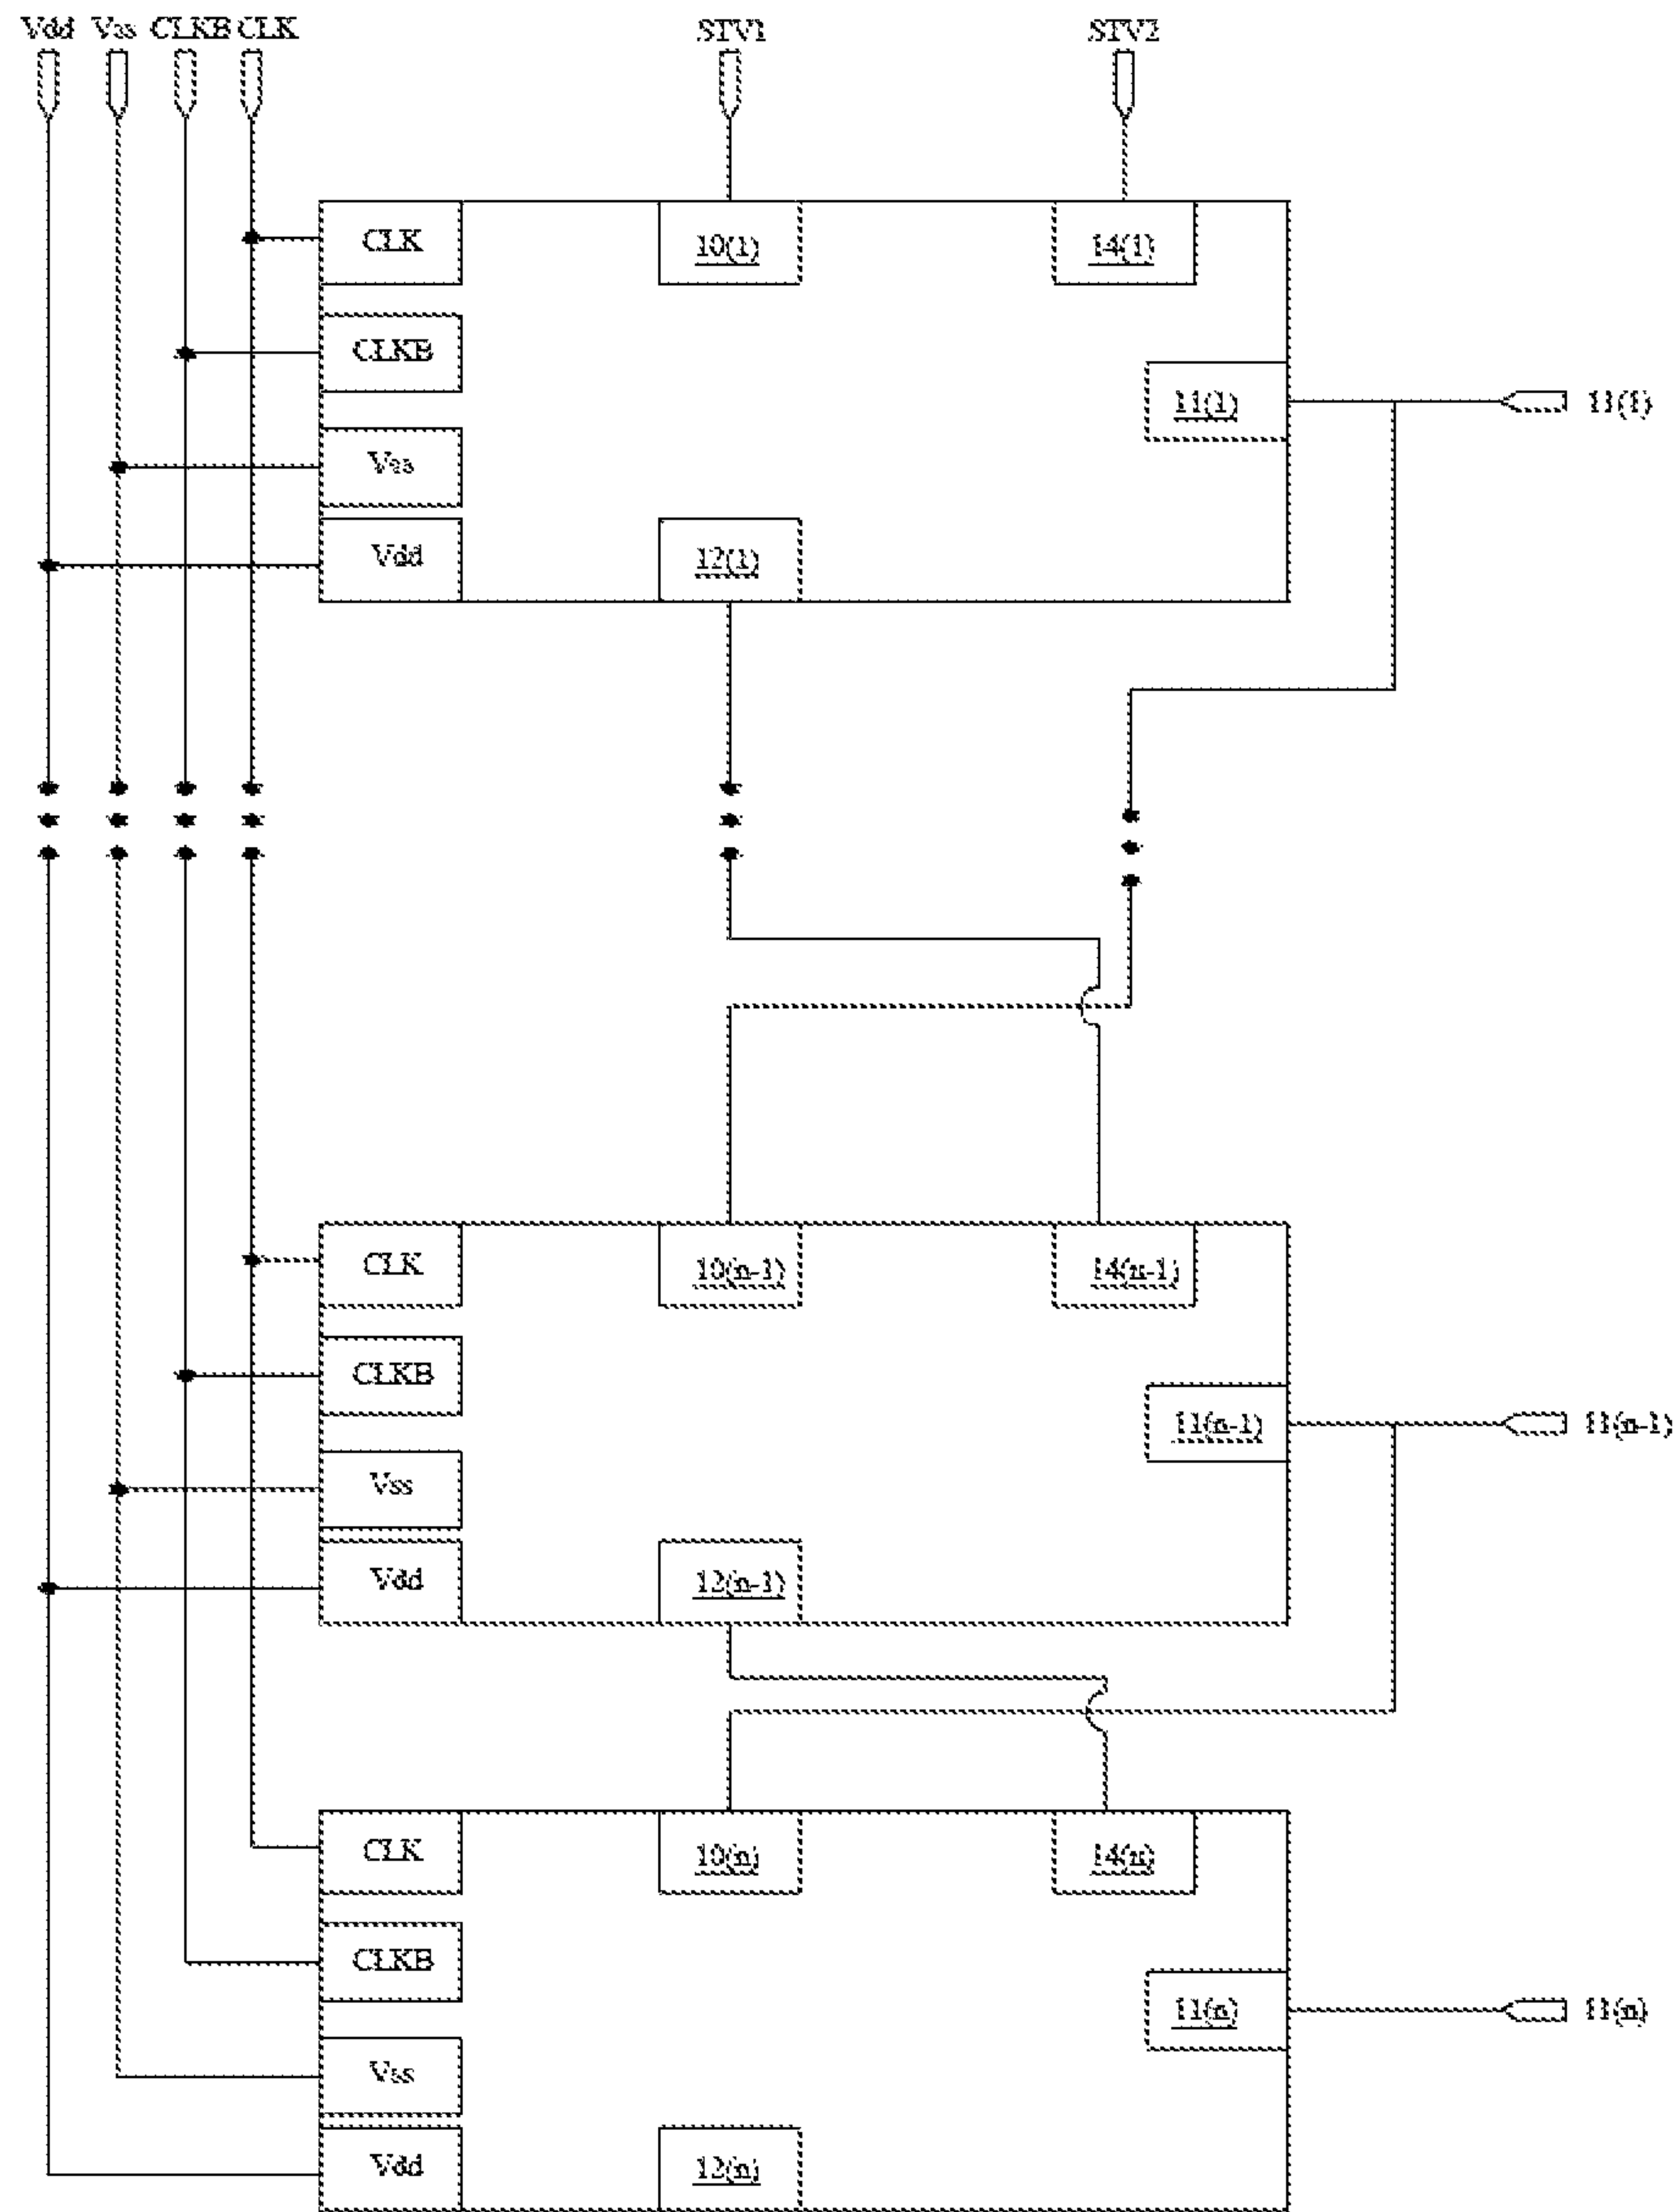 Vdd Vss CLKB CLK STV1 STV2
CLK 10(1) 14(1)
CLKB
11(1) 11(1)
Vss
Vdd 12(1)
CLK 10(n-1) 14(n-1)
CLKB
11(n-1) 11(n-1)
Vss
Vdd 12(n-1)
CLK 10(n) 14(n)
CLKB
11(n) 11(n)
Vss
Vdd 12(n)